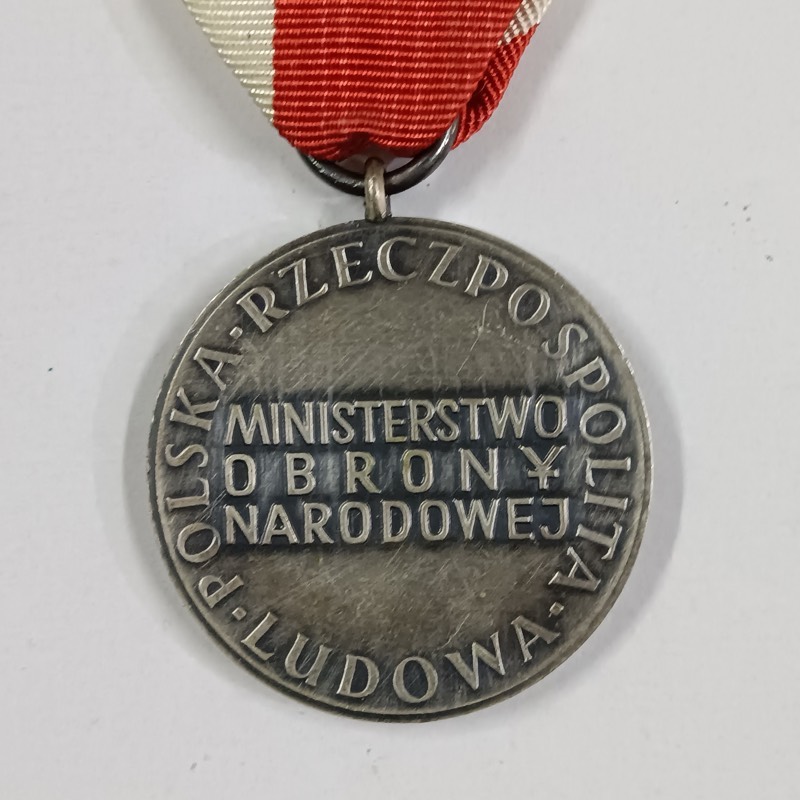 POLSKA · RZECZPOSPOLITA · LUDOWA ·
MINISTERSTWO
OBRONY
NARODOWEJ